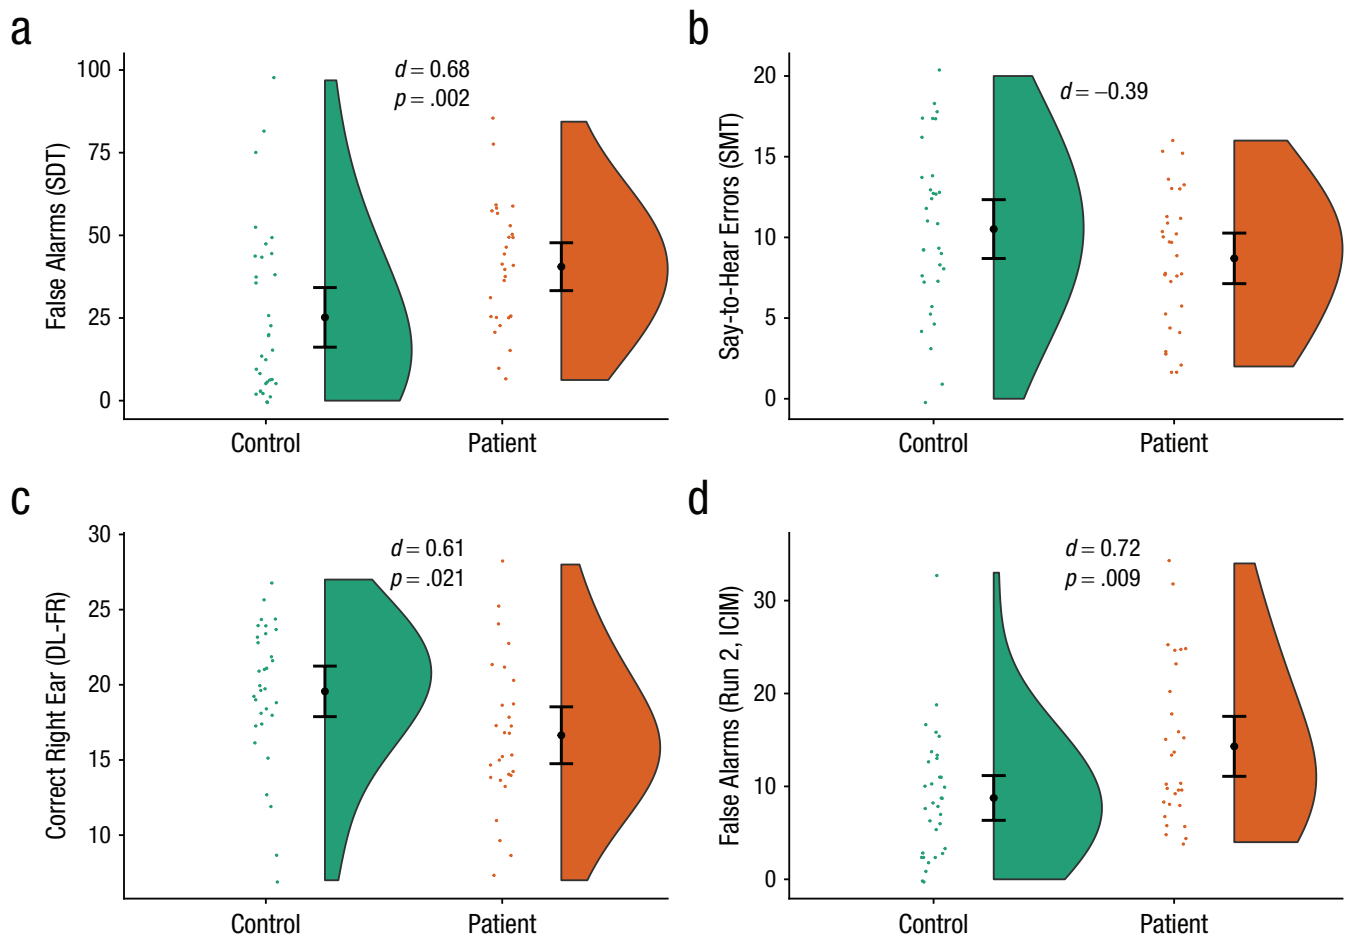 a
d = 0.68
p = .002
False Alarms (SDT)
100
75
50
25
0
Control
Patient
b
d = −0.39
Say-to-Hear Errors (SMT)
20
15
10
5
0
Control
Patient
c
d = 0.61
p = .021
Correct Right Ear (DL-FR)
30
25
20
15
10
Control
Patient
d
d = 0.72
p = .009
False Alarms (Run 2, ICIM)
30
20
10
0
Control
Patient